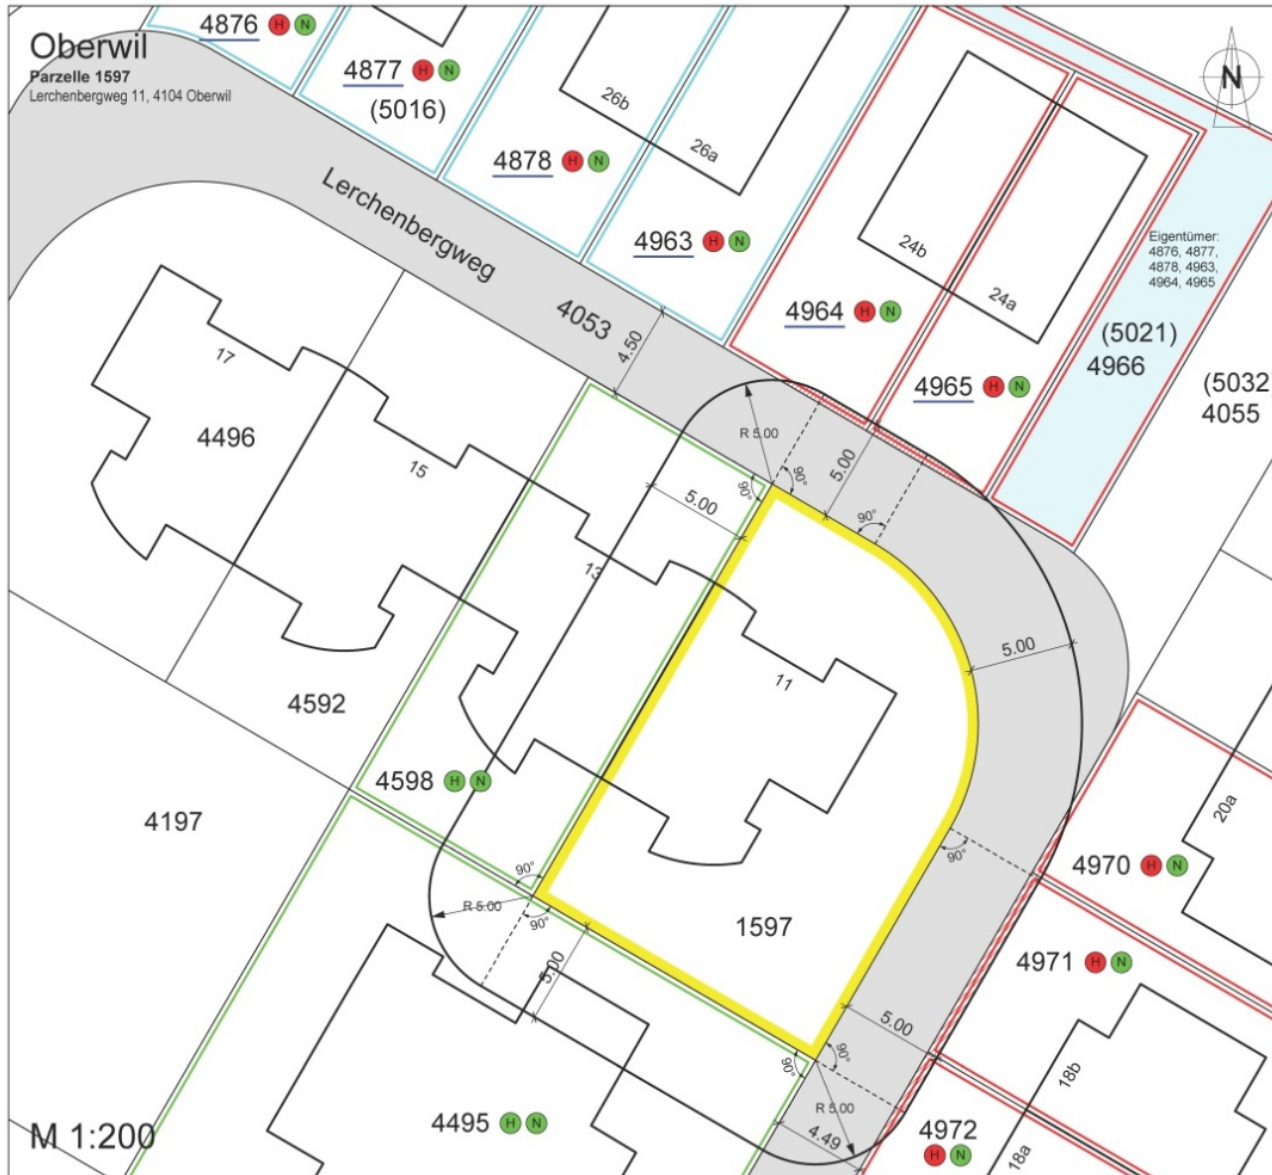 Oberwil
Parzelle 1597
Lerchenbergweg 11, 4104 Oberwil
4876 H N
4877 H N
(5016)
4878 H N
4963 H N
26b
26a
N
Lerchenbergweg
4053
4.50
24b
24a
4964 H N
4965 H N
Eigentümer:
4876, 4877,
4878, 4963,
4964, 4965
(5021)
4966
(5032)
4055
17
4496
15
13
11
R 5.00
90°
90°
5.00
5.00
90°
5.00
4592
4598 H N
4197
90°
R 5.00
90°
5.00
1597
90°
20a
4970 H N
4971 H N
5.00
90°
90°
R 5.00
4.49
18b
18a
4972
H N
4495 H N
M 1:200